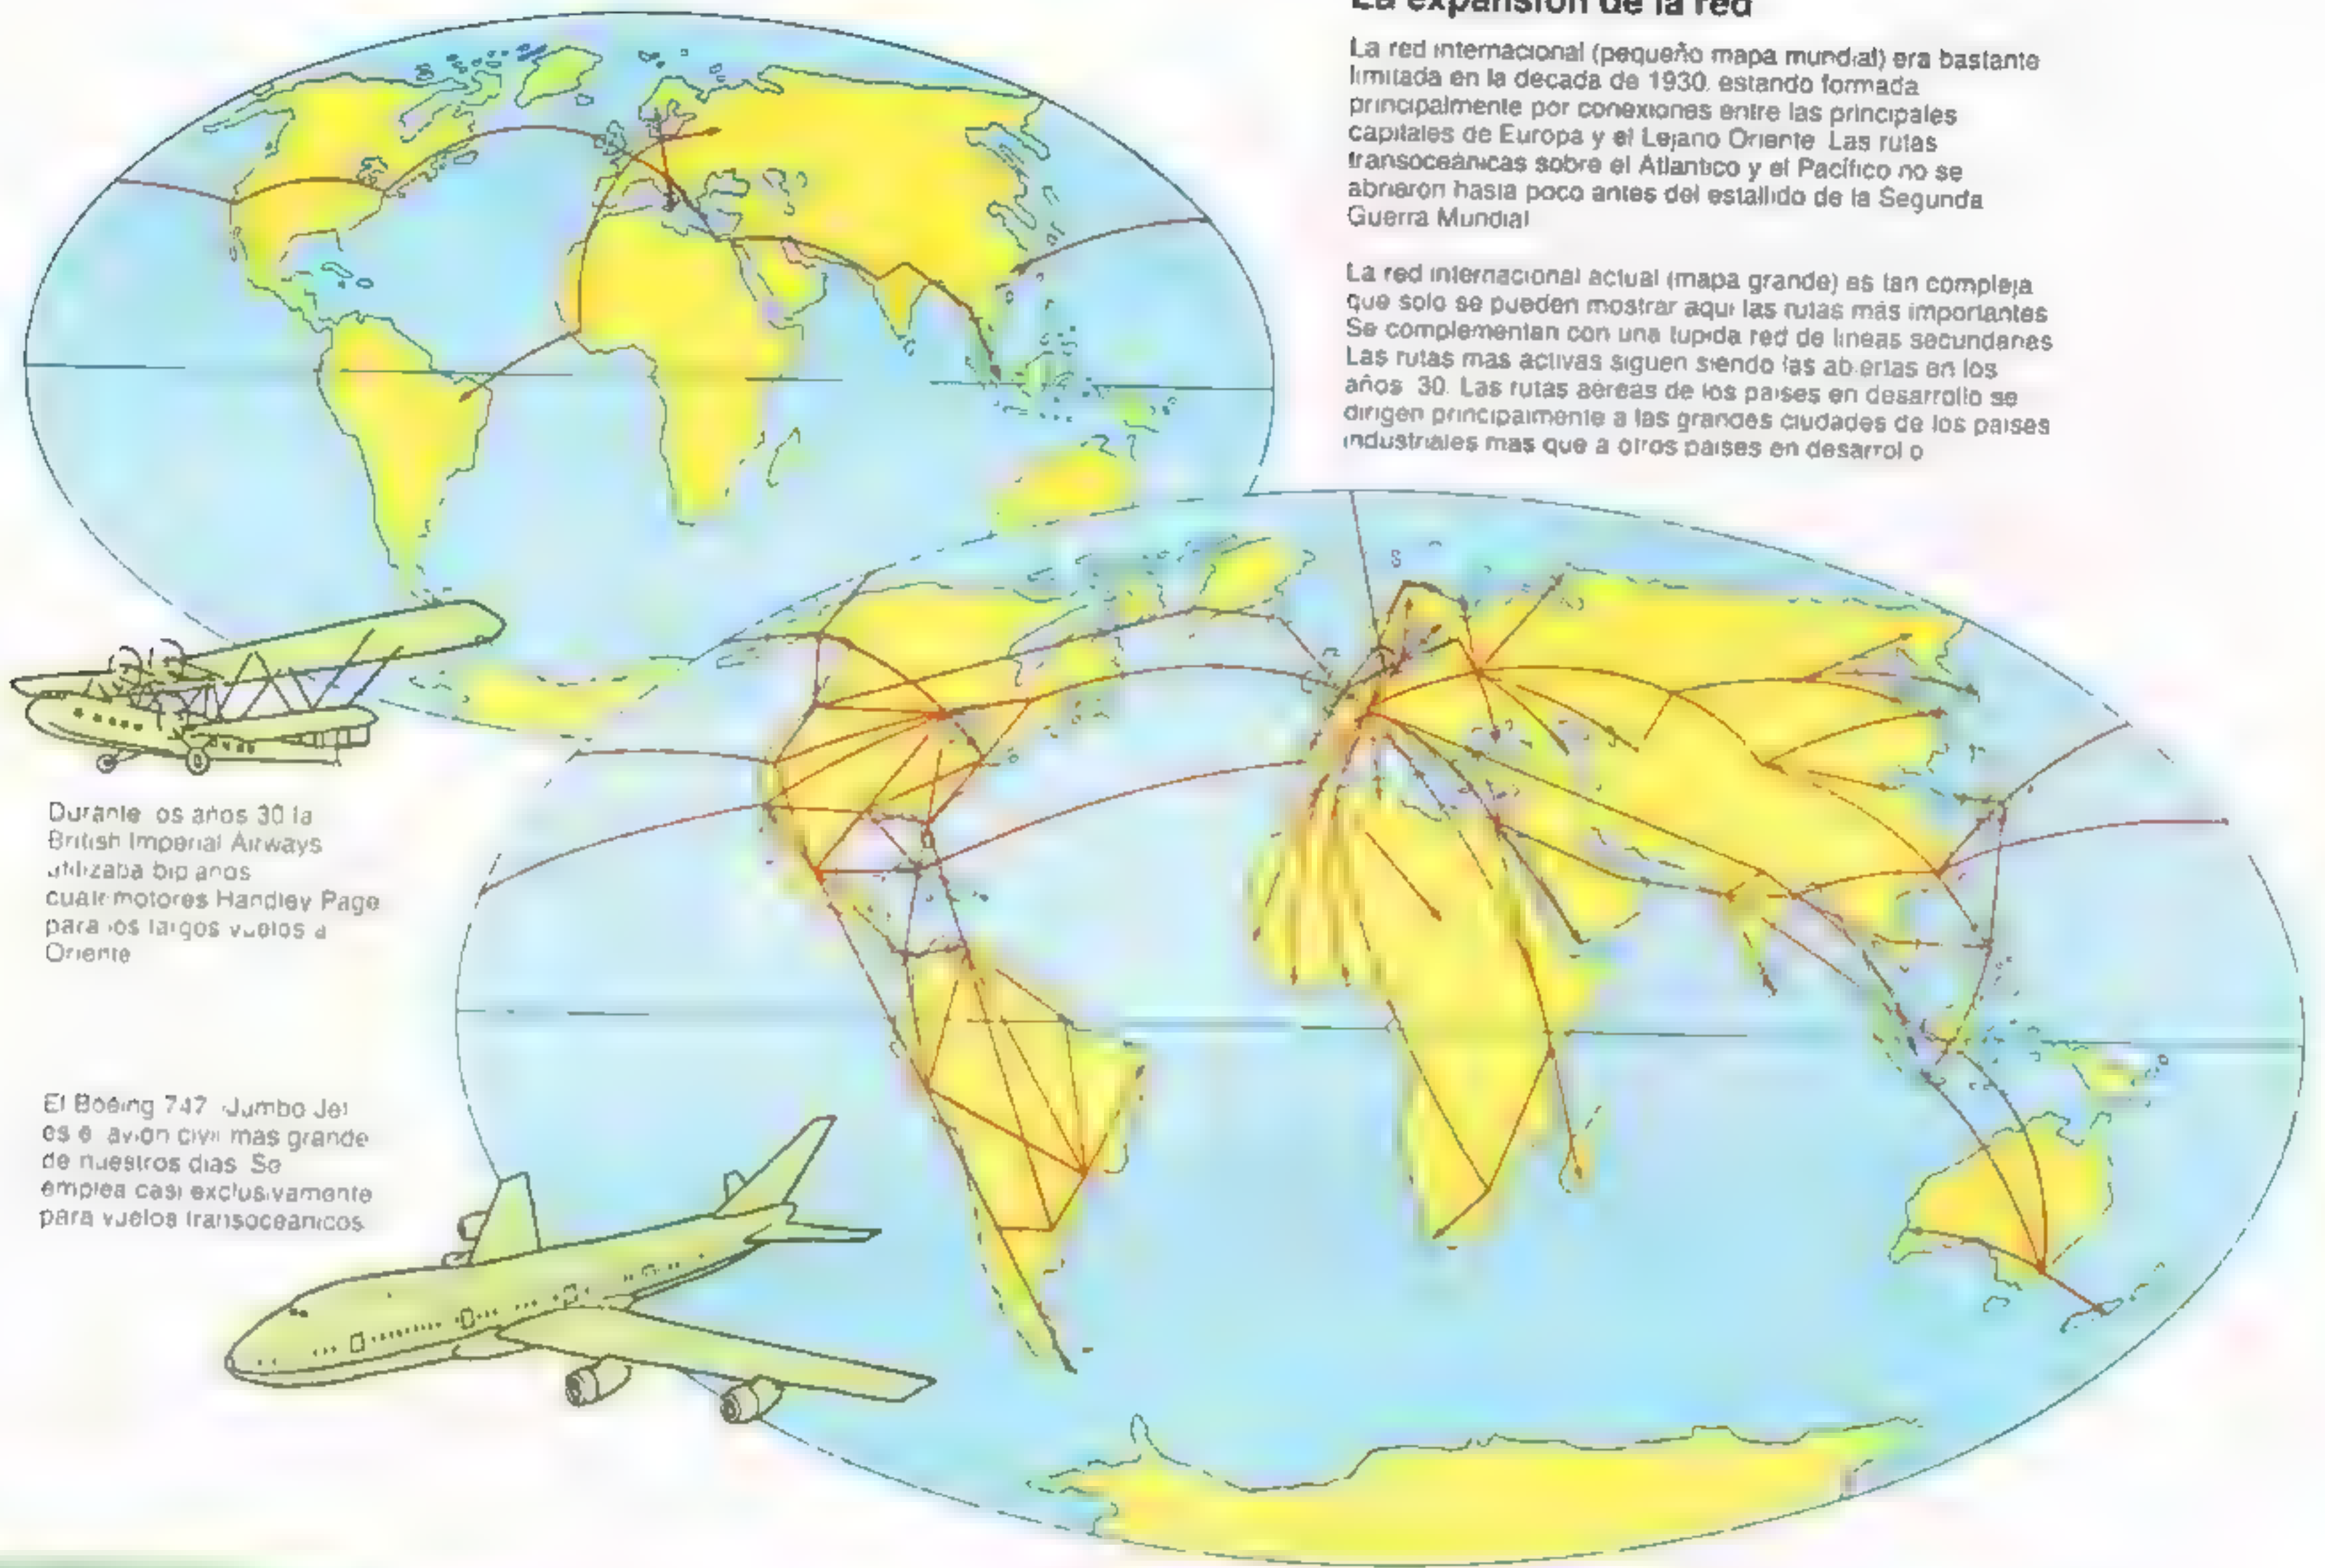 La expansión de la red
La red internacional (pequeño mapa mundial) era bastante
limitada en la decada de 1930, estando formada
principalmente por conexiones entre las principales
capitales de Europa y el Lejano Oriente Las rutas
transoceánicas sobre el Atlantico y el Pacífico no se
abrieron hasta poco antes del estallido de la Segunda
Guerra Mundial
La red internacional actual (mapa grande) es tan compleja
que solo se pueden mostrar aqui las rutas más importantes
Se complementan con una tupida red de lineas secundarias
Las rutas mas activas siguen siendo las abiertas en los
años 30. Las rutas aéreas de los paises en desarrollo se
dirigen principalmente a las grandes ciudades de los paises
industriales mas que a otros paises en desarrollo
Durante los años 30 la
British Imperial Airways
utilizaba biplanos
cuatrimotores Handley Page
para los largos vuelos a
Oriente
El Boeing 747 Jumbo Jet
es el avión civil mas grande
de nuestros dias Se
emplea casi exclusivamente
para vuelos transoceánicos